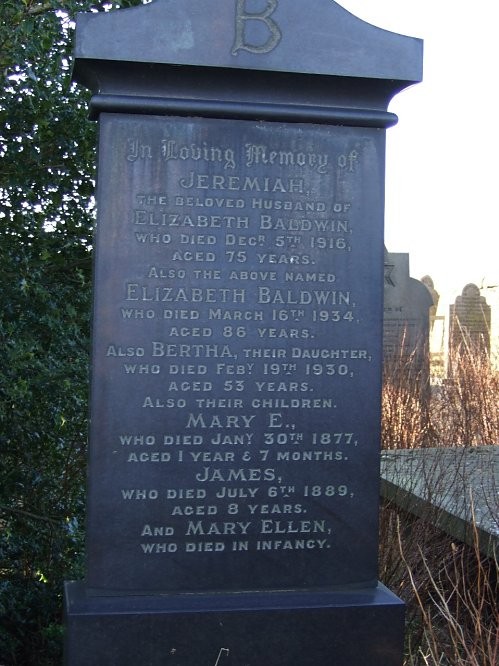 B
In Loving Memory of
JEREMIAH,
THE BELOVED HUSBAND OF
ELIZABETH BALDWIN,
WHO DIED DECR 5TH 1916,
AGED 75 YEARS.
ALSO THE ABOVE NAMED
ELIZABETH BALDWIN,
WHO DIED MARCH 16TH 1934,
AGED 86 YEARS.
ALSO BERTHA, THEIR DAUGHTER,
WHO DIED FEBY 19TH 1930,
AGED 53 YEARS.
ALSO THEIR CHILDREN.
MARY E.,
WHO DIED JANY 30TH 1877,
AGED 1 YEAR & 7 MONTHS.
JAMES,
WHO DIED JULY 6TH 1889,
AGED 8 YEARS.
AND MARY ELLEN,
WHO DIED IN INFANCY.